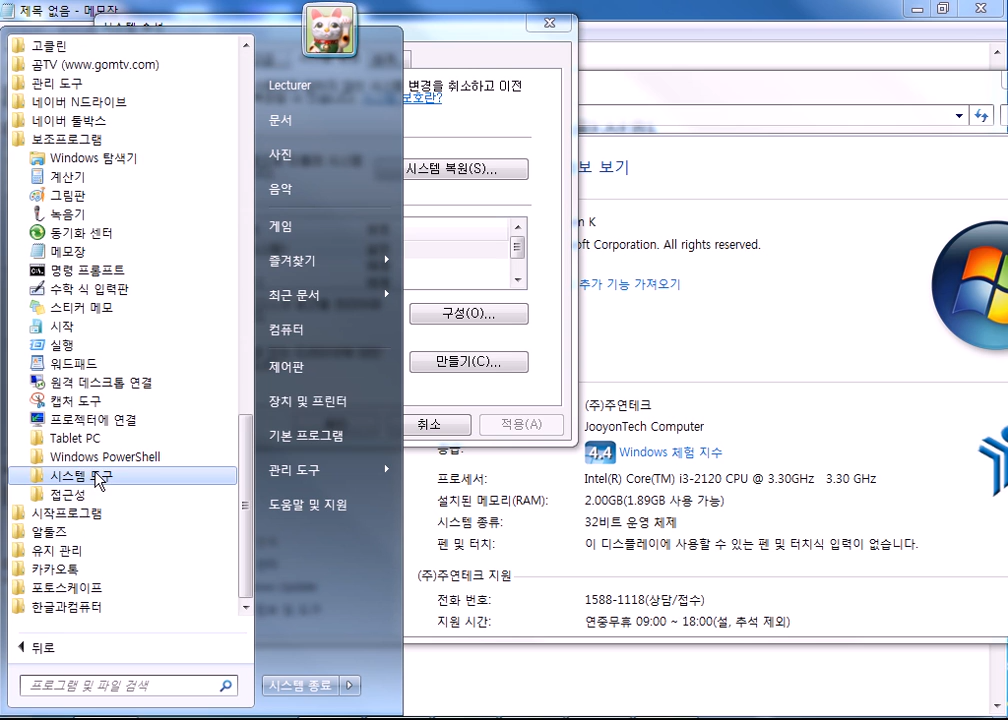 제목 없음 - 메모장
고클린
곰TV (www.gomtv.com)
관리 도구
네이버 N드라이브
네이버 툴박스
보조프로그램
Windows 탐색기
계산기
그림판
녹음기
동기화 센터
메모장
명령 프롬프트
수학 식 입력판
스티커 메모
시작
실행
워드패드
원격 데스크톱 연결
캡처 도구
프로젝터에 연결
Tablet PC
Windows PowerShell
시스템 도구
접근성
시작프로그램
알툴즈
유지 관리
카카오톡
포토스케이프
한글과컴퓨터
뒤로
프로그램 및 파일 검색
Lecturer
문서
사진
음악
게임
즐겨찾기
최근 문서
컴퓨터
제어판
장치 및 프린터
기본 프로그램
관리 도구
도움말 및 지원
시스템 종료
변경을 취소하고 이전
보호란?
시스템 복원(S)...
구성(O)...
만들기(C)...
취소
적용(A)
보 보기
m K
oft Corporation. All rights reserved.
추가 기능 가져오기
(주)주연테크
JooyonTech Computer
등급:
4,4
Windows 체험 지수
프로세서:
Intel(R) Core(TM) i3-2120 CPU @ 3.30GHz 3.30 GHz
설치된 메모리(RAM):
2.00GB(1.89GB 사용 가능)
시스템 종류:
32비트 운영 체제
펜 및 터치:
이 디스플레이에 사용할 수 있는 펜 및 터치식 입력이 없습니다.
(주)주연테크 지원
전화 번호:
1588-1118(상담/접수)
지원 시간:
연중무휴 09:00 ~ 18:00(설, 추석 제외)